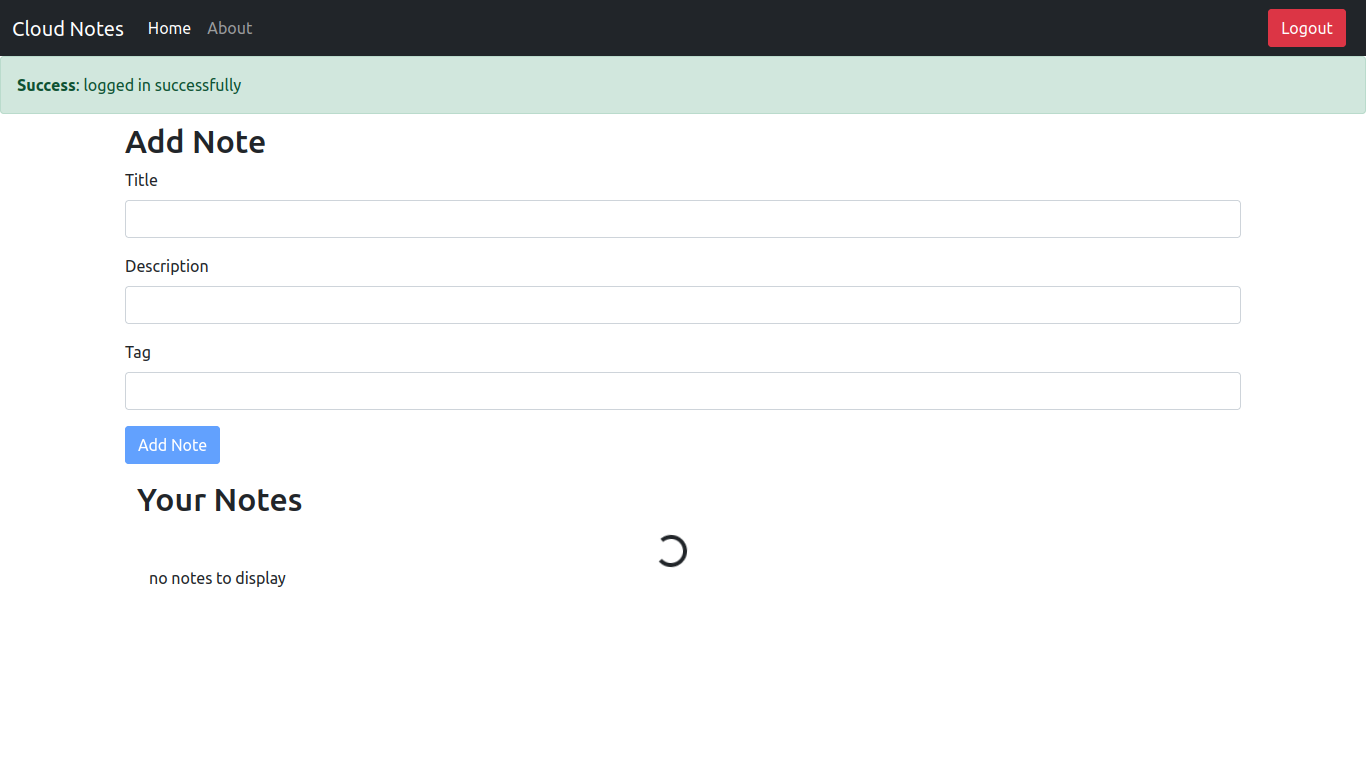 Cloud Notes Home About Logout
Success: logged in successfully
Add Note
Title
Description
Tag
Add Note
Your Notes
no notes to display